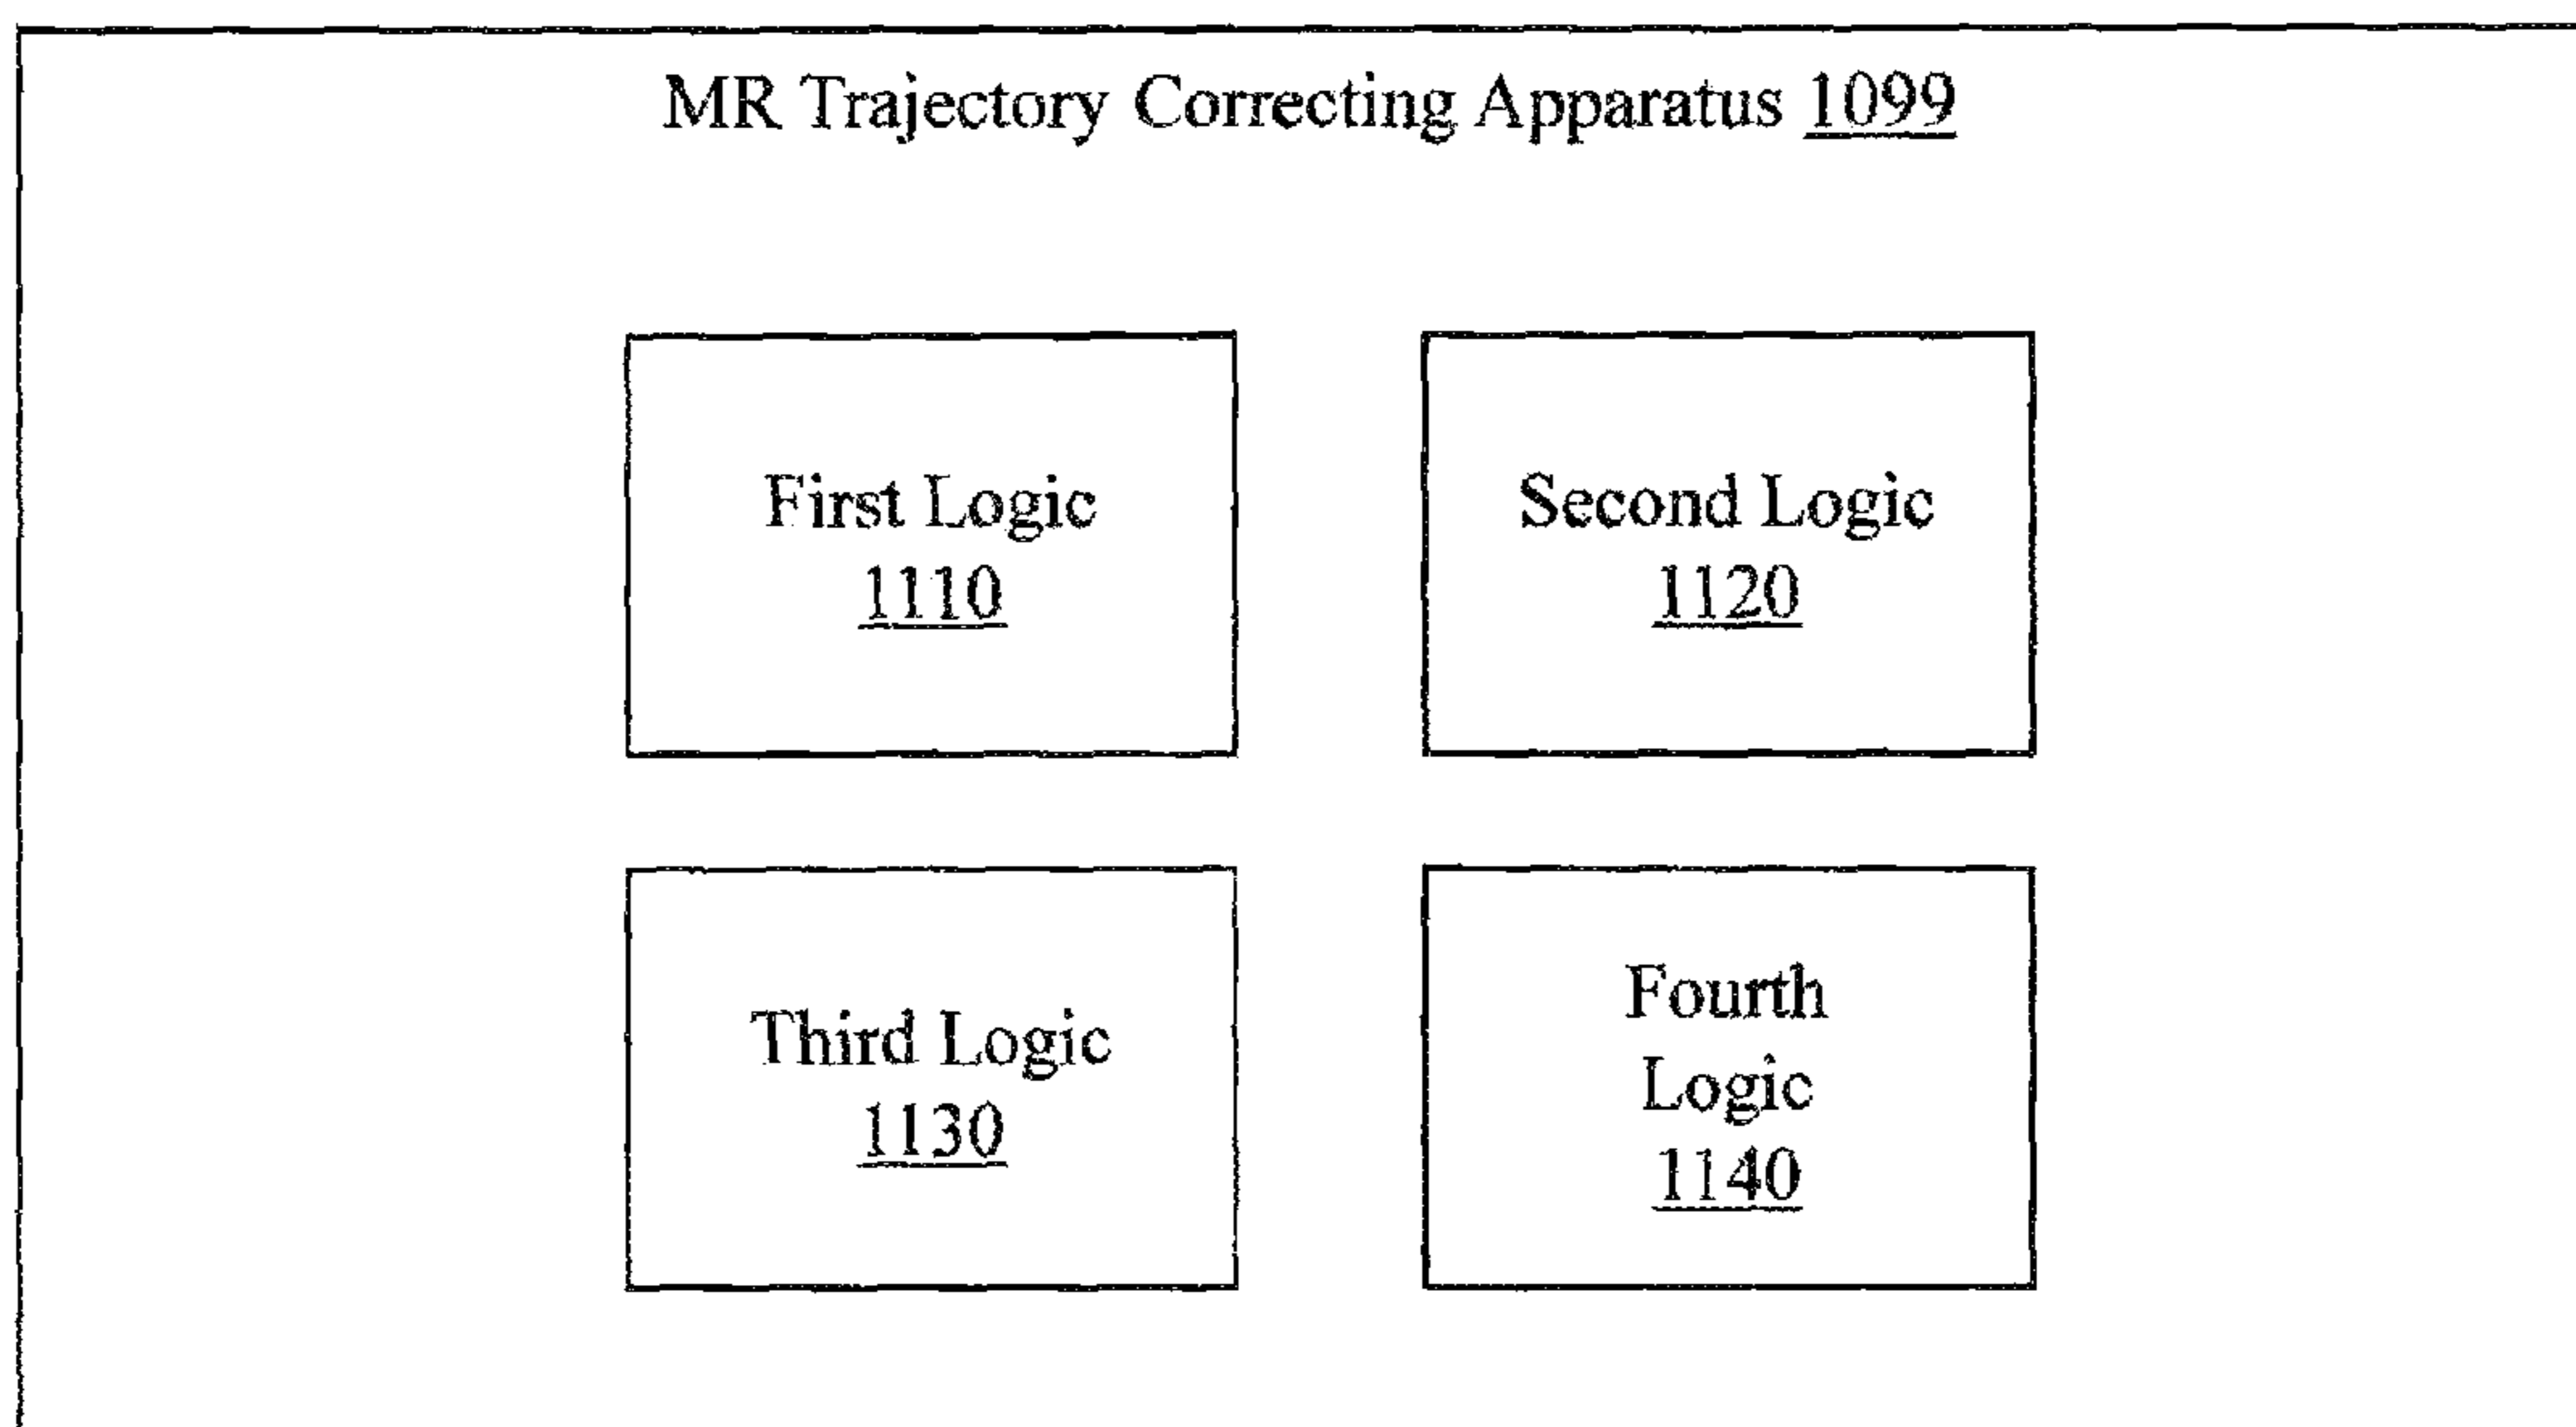 MR Trajectory Correcting Apparatus 1099
First Logic
1110
Second Logic
1120
Third Logic
1130
Fourth
Logic
1140